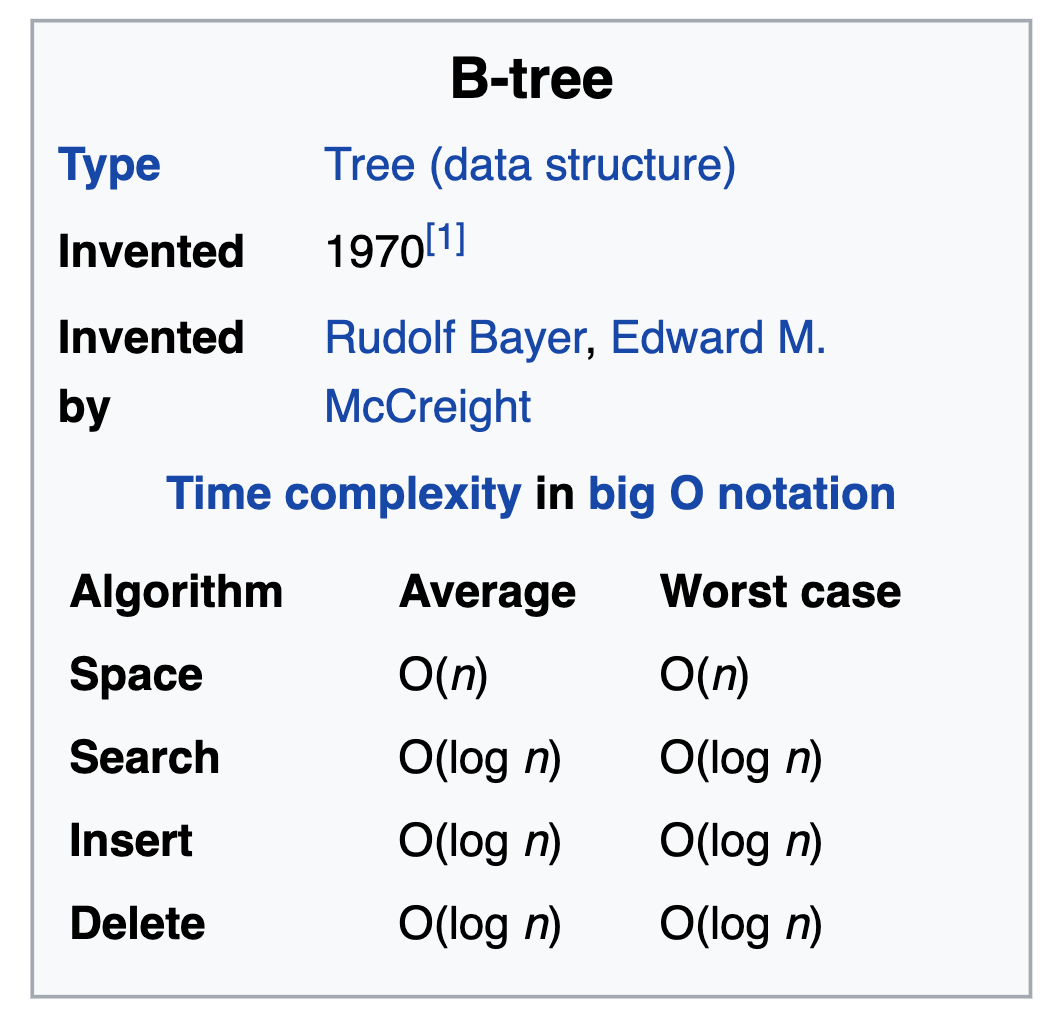 B-tree
Type Tree (data structure)
Invented 1970[1]
Invented by Rudolf Bayer, Edward M. McCreight
Time complexity in big O notation
Algorithm Average Worst case
Space O(n) O(n)
Search O(log n) O(log n)
Insert O(log n) O(log n)
Delete O(log n) O(log n)